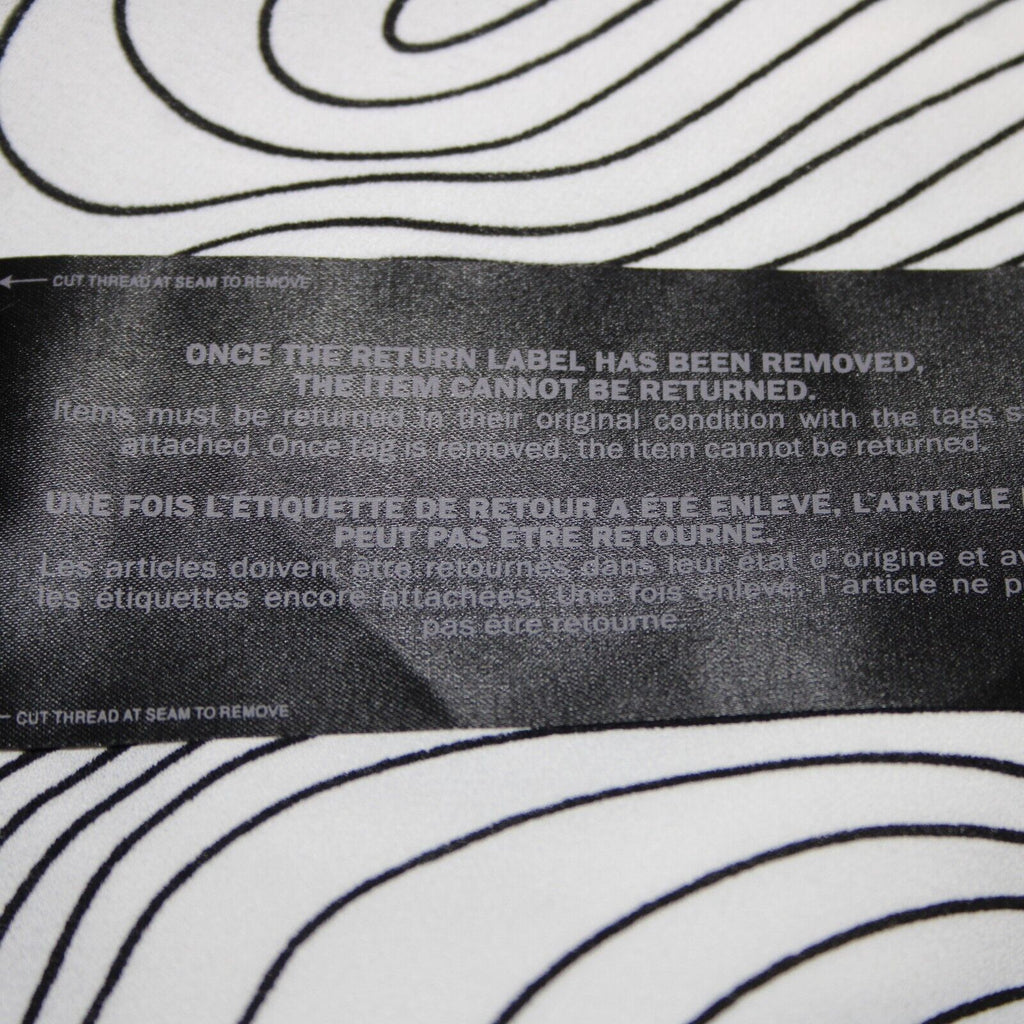 CUT THREAD AT SEAM TO REMOVE
ONCE THE RETURN LABEL HAS BEEN REMOVED,
THE ITEM CANNOT BE RETURNED.
Items must be returned in their original condition with the tags
attached. Once tag is removed, the item cannot be returned.
UNE FOIS L'ÉTIQUETTE DE RETOUR A ÉTÉ ENLEVÉ, L'ARTICLE
PEUT PAS ÊTRE RETOURNÉ.
Les articles doivent être retournés dans leur état d'origine et
les étiquettes encore attachées. Une fois enlevé, l'article ne
pas être retourné.
CUT THREAD AT SEAM TO REMOVE